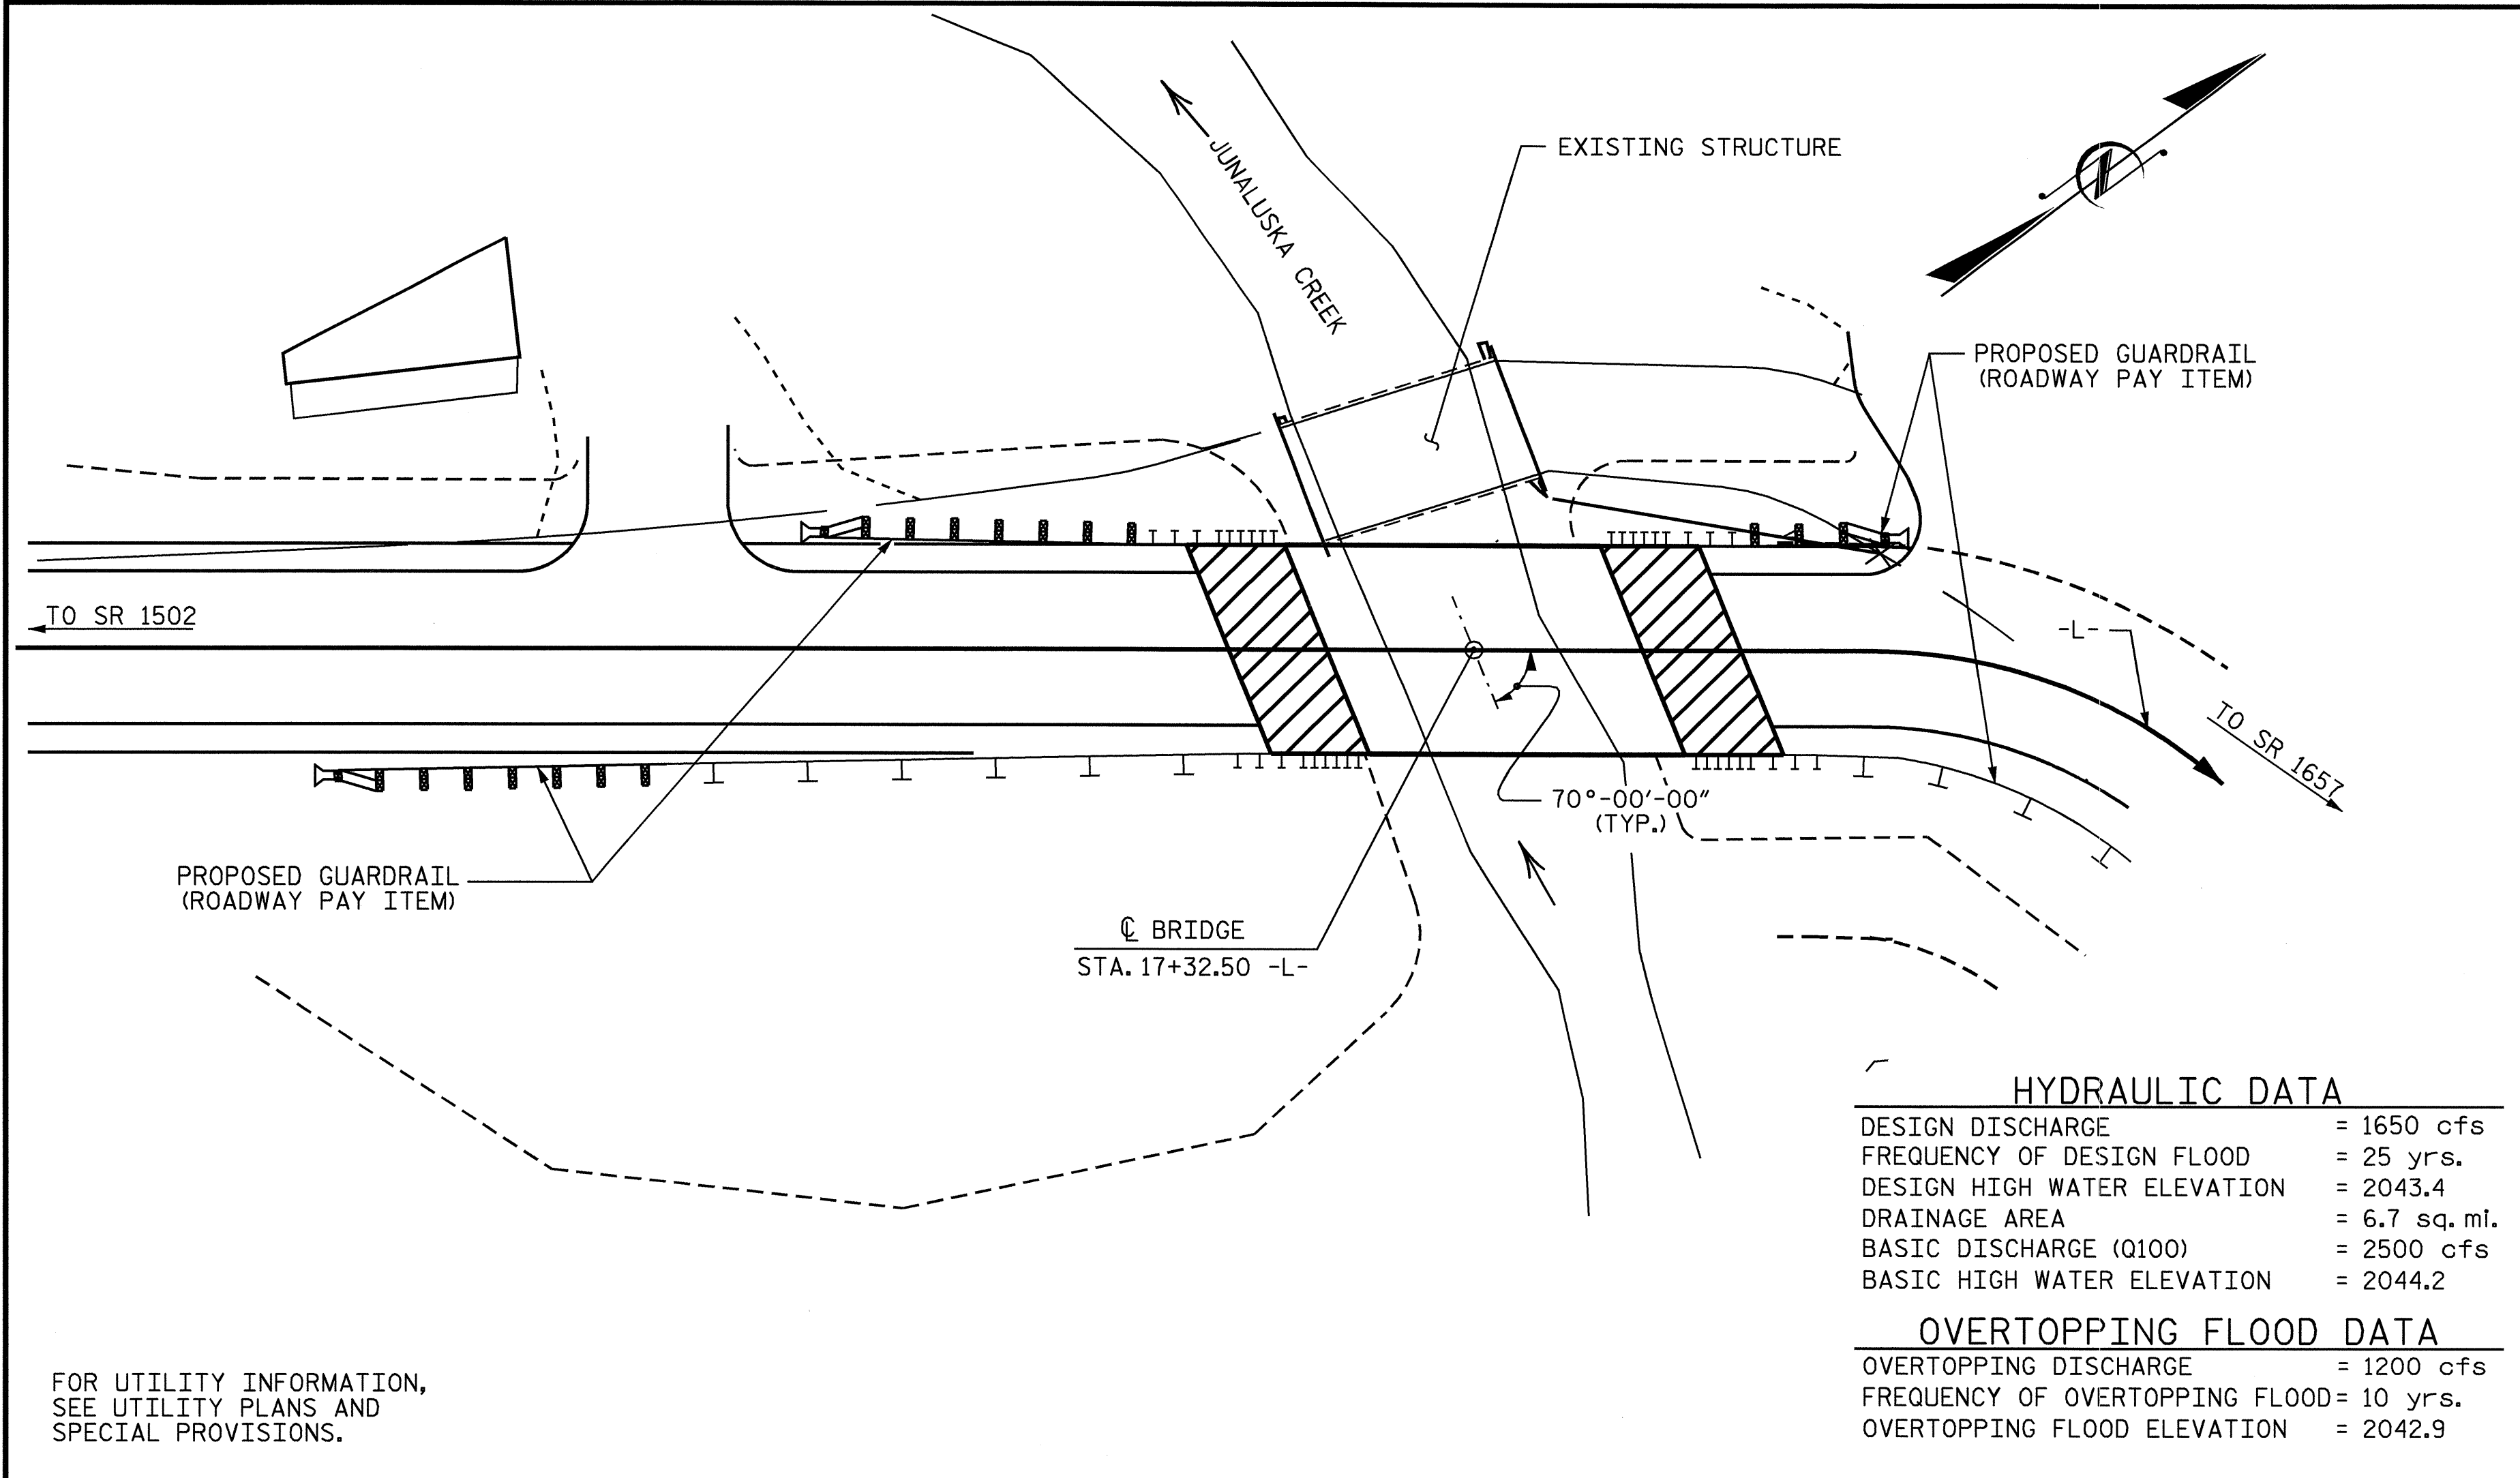 JUNALUSKA CREEK
EXISTING STRUCTURE
N
PROPOSED GUARDRAIL
(ROADWAY PAY ITEM)
TO SR 1502
-L-
TO SR 1657
70°-00'-00"
(TYP.)
PROPOSED GUARDRAIL
(ROADWAY PAY ITEM)
℄ BRIDGE
STA. 17+32.50 -L-
HYDRAULIC DATA
DESIGN DISCHARGE = 1650 cfs
FREQUENCY OF DESIGN FLOOD = 25 yrs.
DESIGN HIGH WATER ELEVATION = 2043.4
DRAINAGE AREA = 6.7 sq. mi.
BASIC DISCHARGE (Q100) = 2500 cfs
BASIC HIGH WATER ELEVATION = 2044.2
OVERTOPPING FLOOD DATA
OVERTOPPING DISCHARGE = 1200 cfs
FREQUENCY OF OVERTOPPING FLOOD = 10 yrs.
OVERTOPPING FLOOD ELEVATION = 2042.9
FOR UTILITY INFORMATION,
SEE UTILITY PLANS AND
SPECIAL PROVISIONS.